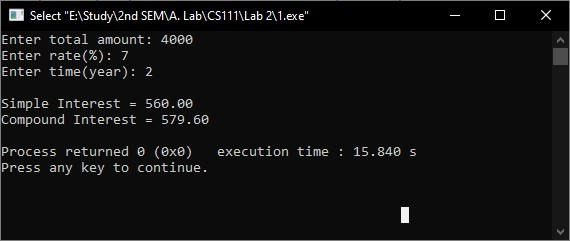 Select "E:\Study\2nd SEM\A. Lab\CS111\Lab 2\1.exe"
Enter total amount: 4000
Enter rate(%): 7
Enter time(year): 2
Simple Interest = 560.00
Compound Interest = 579.60
Process returned 0 (0x0)   execution time : 15.840 s
Press any key to continue.